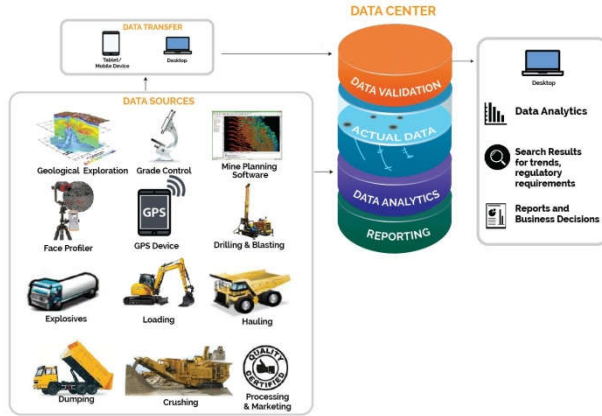 DATA TRANSFER
Tablet/
Mobile Device
Desktop
DATA SOURCES
Geological Exploration
Grade Control
Mine Planning
Software
Face Profiler
GPS
GPS Device
Drilling & Blasting
Explosives
Loading
Hauling
Dumping
Crushing
QUALITY
CERTIFIED
Processing
& Marketing
DATA CENTER
DATA VALIDATION
ACTUAL DATA
DATA ANALYTICS
REPORTING
Desktop
Data Analytics
Search Results
for trends,
regulatory
requirements
Reports and
Business Decisions